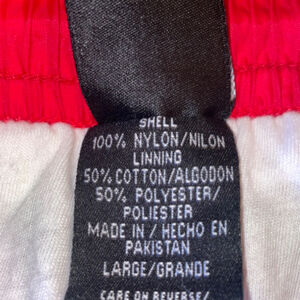 SHELL
100% NYLON/NILON
LINNING
50% COTTON/ALGODON
50% POLYESTER/
POLIESTER
MADE IN / HECHO EN
PAKISTAN
LARGE/GRANDE
CARE ON REVERSE/